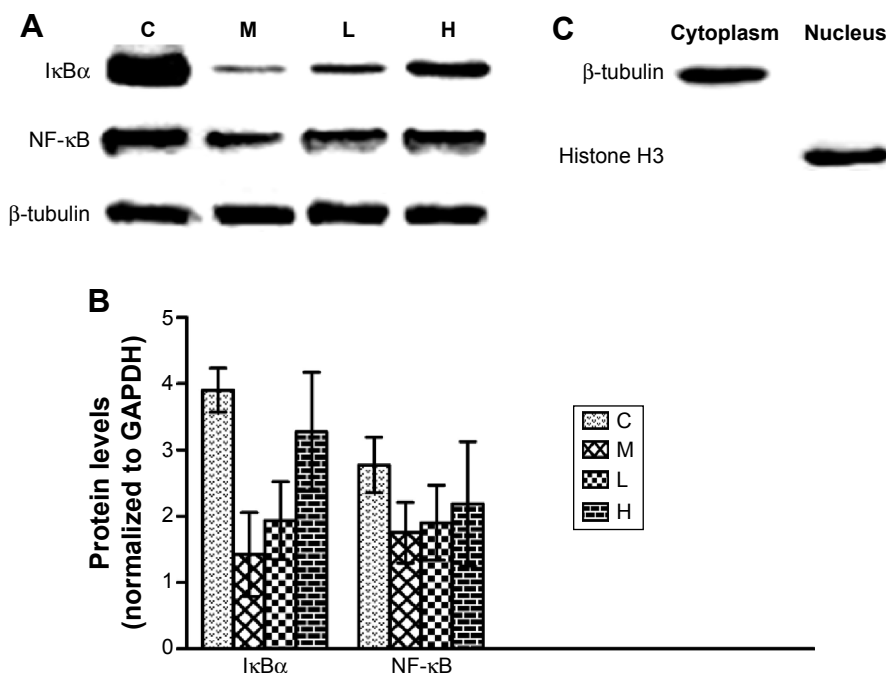 A
C M L H
IκBα
NF-κB
β-tubulin
C
Cytoplasm Nucleus
β-tubulin
Histone H3
B
Protein levels
(normalized to GAPDH)
5
4
3
2
1
0
IκBα NF-κB
C
M
L
H